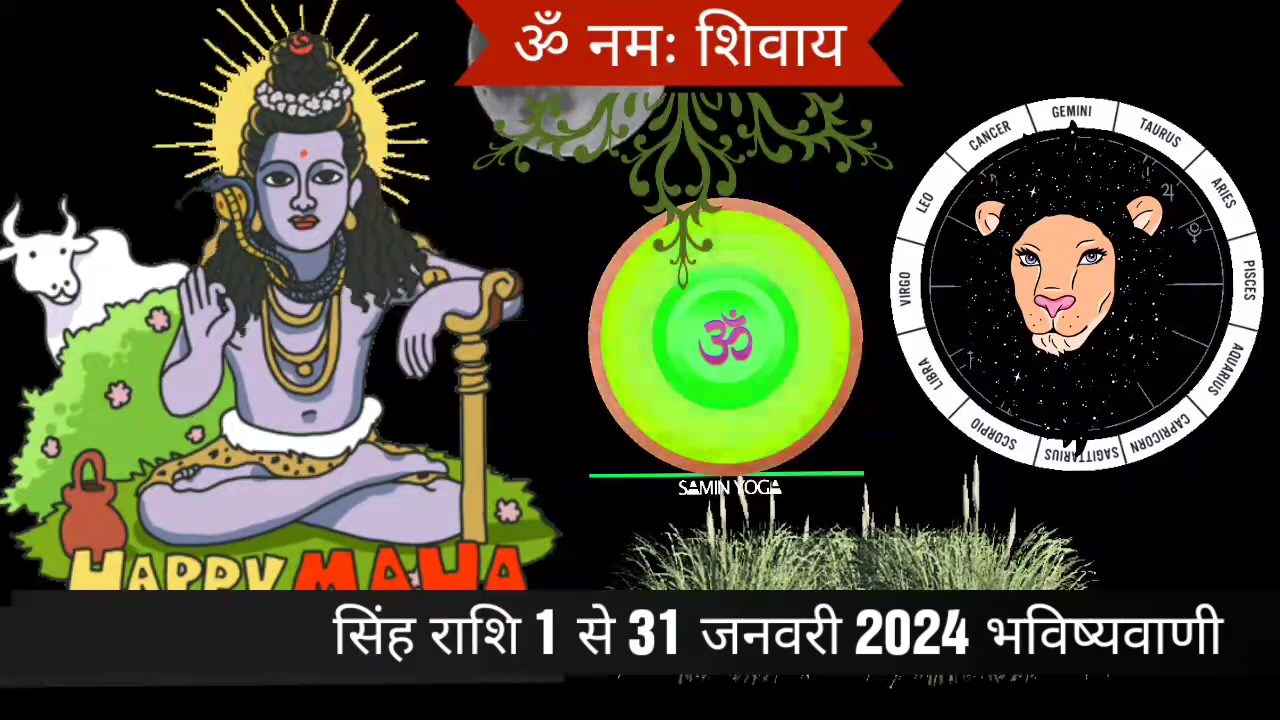 ॐ नमः शिवाय
GEMINI
TAURUS
ARIES
PISCES
AQUARIUS
CAPRICORN
SAGITTARIUS
SCORPIO
LIBRA
VIRGO
LEO
CANCER
ॐ
SAMIN YOGA
HAPPY MAHA
सिंह राशि 1 से 31 जनवरी 2024 भविष्यवाणी